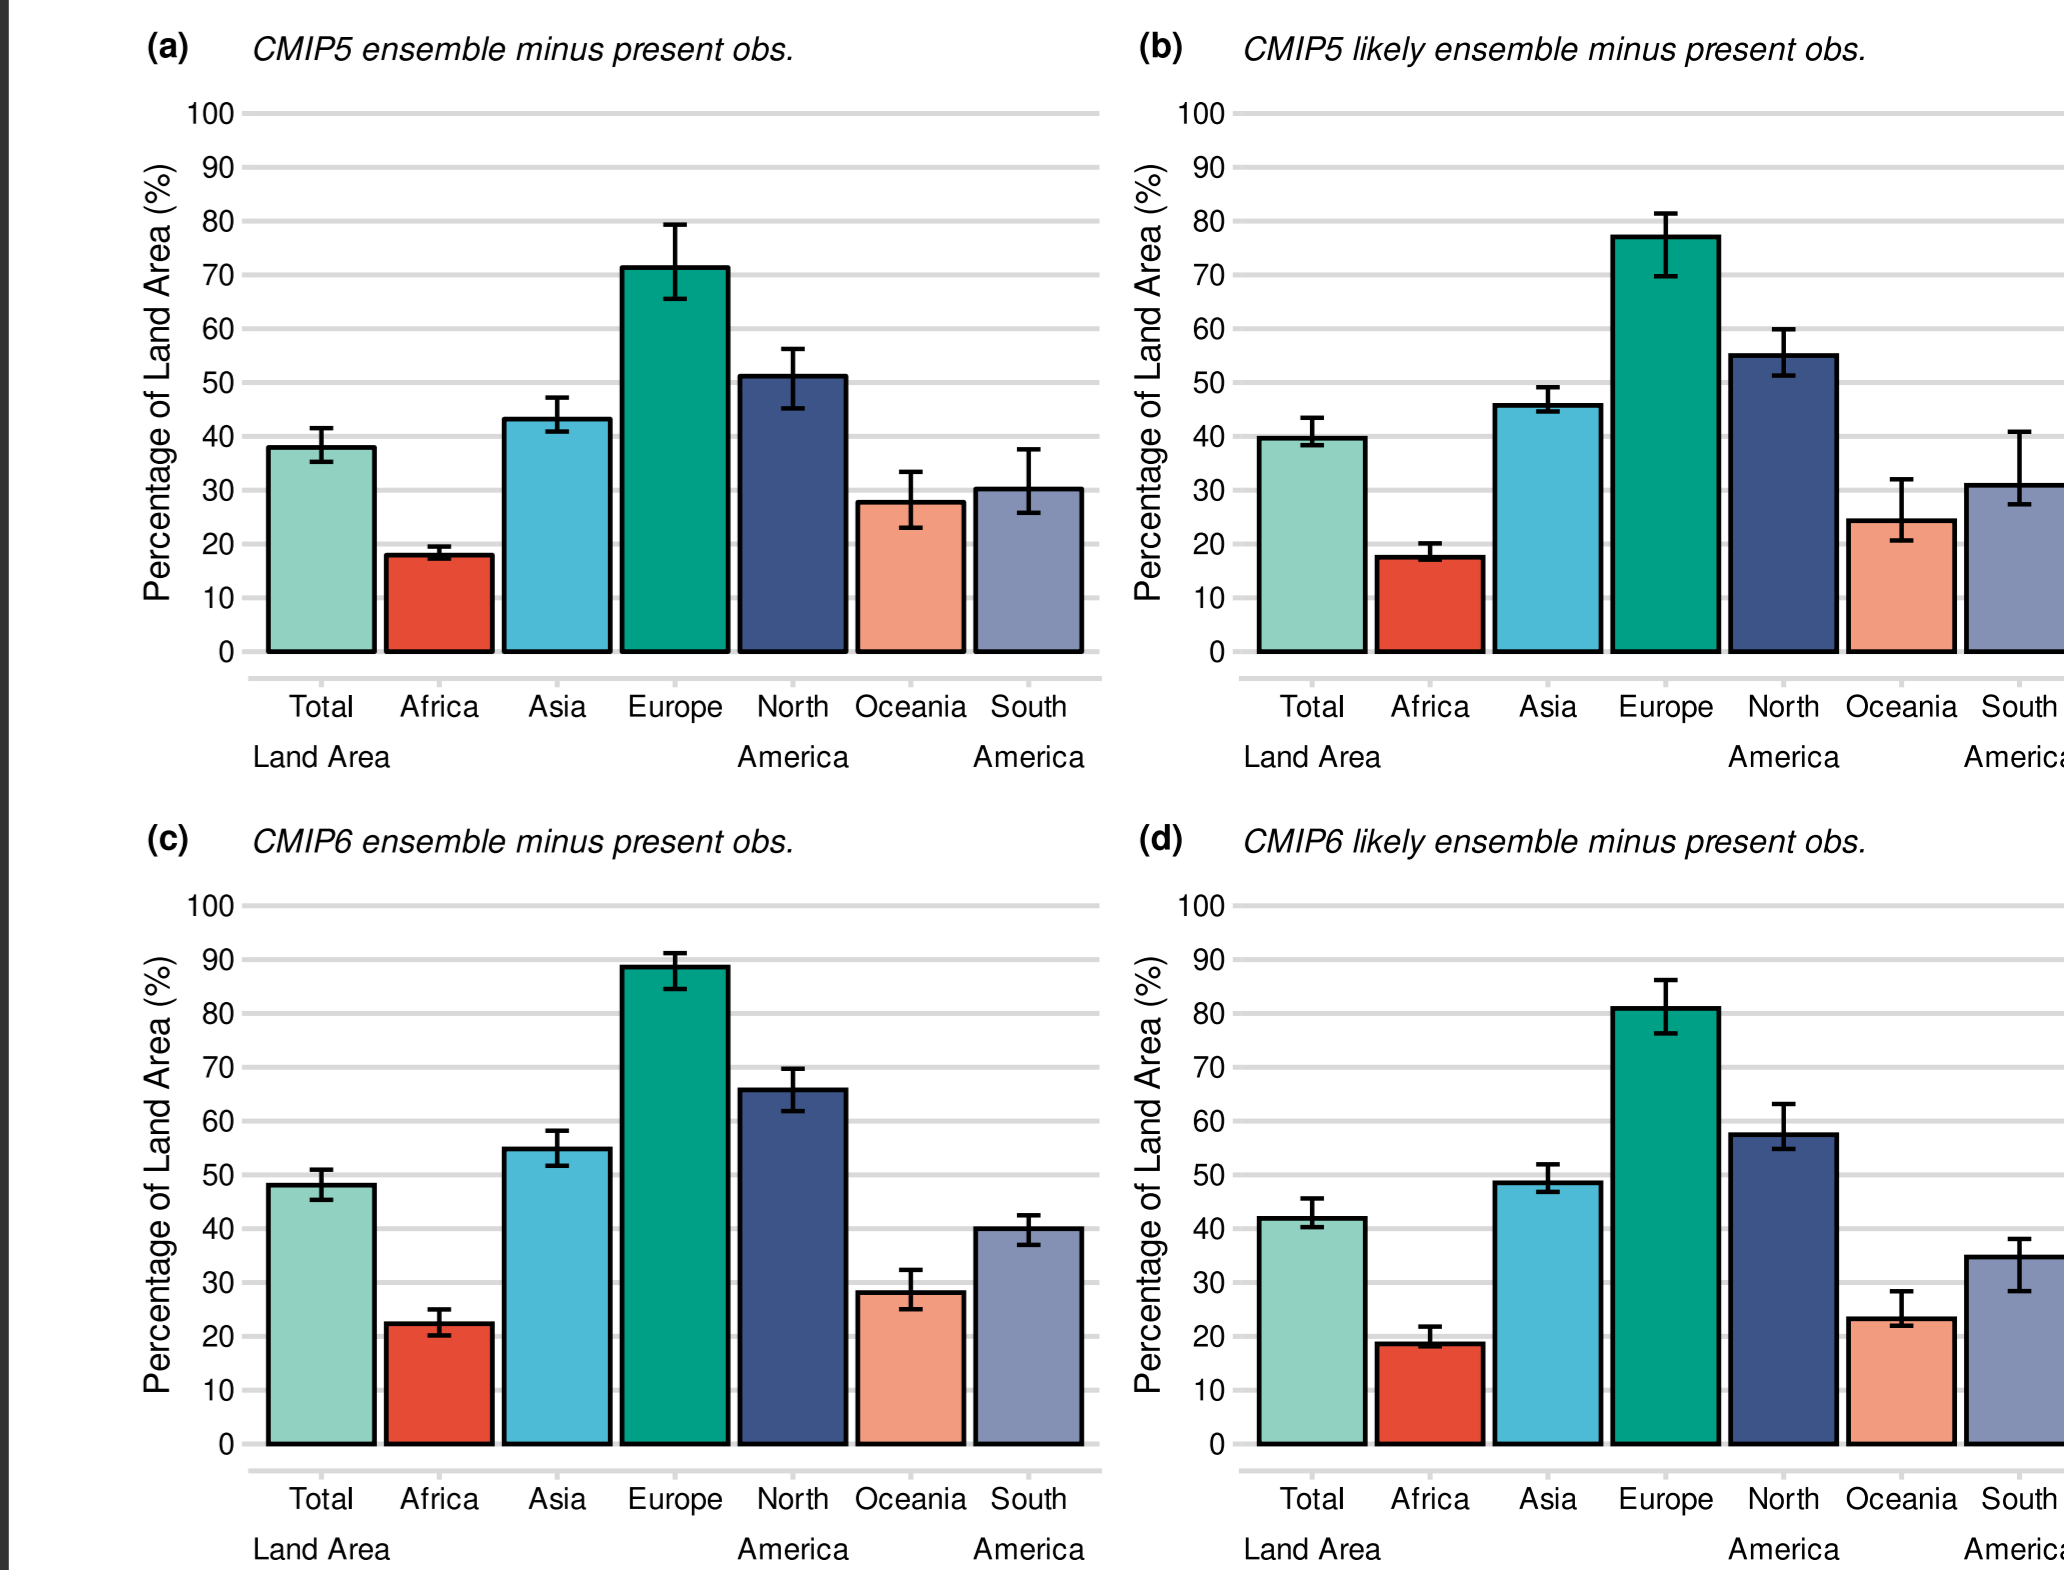 (a) CMIP5 ensemble minus present obs.
100
90
80
70
60
50
40
30
20
10
0
Percentage of Land Area (%)
Total Africa Asia Europe North Oceania South
Land Area America America
(b) CMIP5 likely ensemble minus present obs.
100
90
80
70
60
50
40
30
20
10
0
Percentage of Land Area (%)
Total Africa Asia Europe North Oceania South
Land Area America America
(c) CMIP6 ensemble minus present obs.
100
90
80
70
60
50
40
30
20
10
0
Percentage of Land Area (%)
Total Africa Asia Europe North Oceania South
Land Area America America
(d) CMIP6 likely ensemble minus present obs.
100
90
80
70
60
50
40
30
20
10
0
Percentage of Land Area (%)
Total Africa Asia Europe North Oceania South
Land Area America America